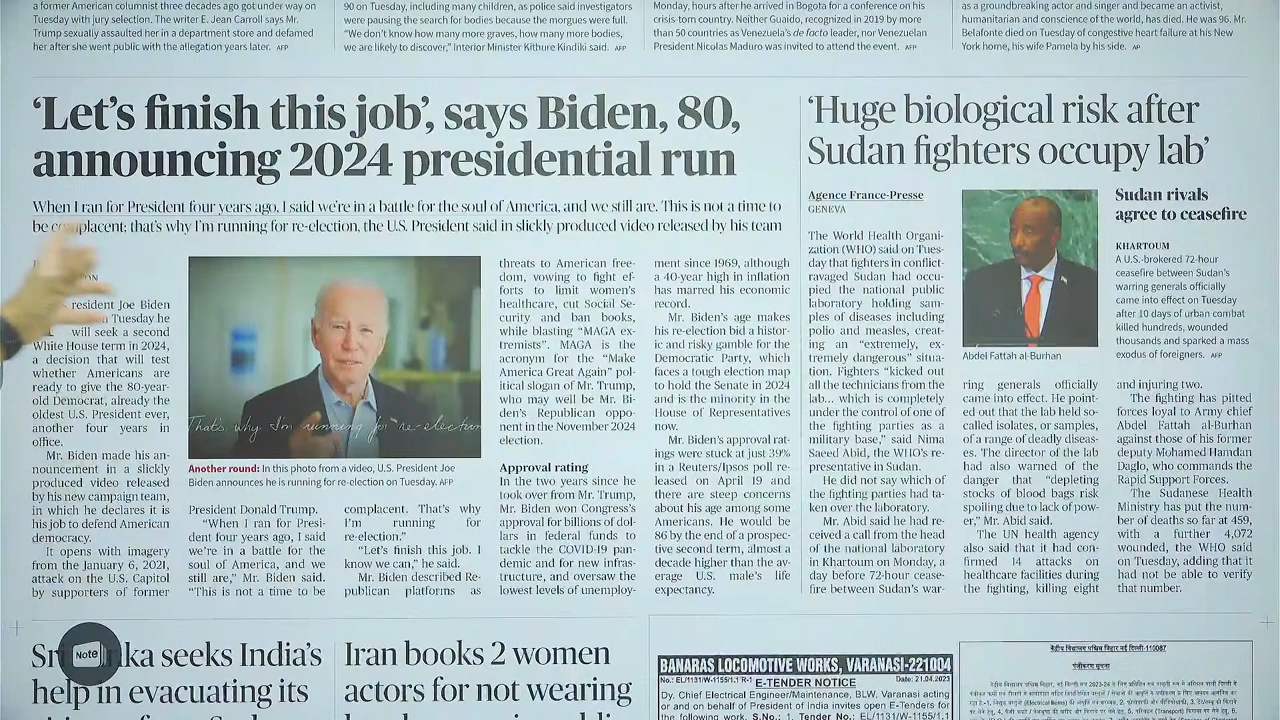 a former American columnist three decades ago got under way on
Tuesday with jury selection. The writer E. Jean Carroll says Mr.
Trump sexually assaulted her in a department store and defamed
her after she went public with the allegation years later. AFP
90 on Tuesday, including many children, as police said investigators
were pausing the search for bodies because the morgues were full.
“We don’t know how many more graves, how many more bodies,
we are likely to discover,” Interior Minister Kithure Kindiki said. AFP
Monday, hours after he arrived in Bogota for a conference on his
crisis-torn country. Neither Guaido, recognized in 2019 by more
than 50 countries as Venezuela’s de facto leader, nor Venezuelan
President Nicolas Maduro was invited to attend the event. AFP
as a groundbreaking actor and singer and became an activist,
humanitarian and conscience of the world, has died. He was 96. Mr.
Belafonte died on Tuesday of congestive heart failure at his New
York home, his wife Pamela by his side. AP
‘Let’s finish this job’, says Biden, 80,
announcing 2024 presidential run
When I ran for President four years ago, I said we’re in a battle for the soul of America, and we still are. This is not a time to
be complacent; that’s why I’m running for re-election, the U.S. President said in slickly produced video released by his team
resident Joe Biden
Tuesday he
will seek a second
White House term in 2024,
a decision that will test
whether Americans are
ready to give the 80-year-
old Democrat, already the
oldest U.S. President ever,
another four years in
office.
Mr. Biden made his an-
nouncement in a slickly
produced video released
by his new campaign team,
in which he declares it is
his job to defend American
democracy.
It opens with imagery
from the January 6, 2021,
attack on the U.S. Capitol
by supporters of former
That's why I'm running for re-election
Another round: In this photo from a video, U.S. President Joe
Biden announces he is running for re-election on Tuesday. AFP
President Donald Trump.
“When I ran for Presi-
dent four years ago, I said
we’re in a battle for the
soul of America, and we
still are,” Mr. Biden said.
“This is not a time to be
complacent. That’s why
I’m running for
re-election.”
“Let’s finish this job. I
know we can,” he said.
Mr. Biden described Re-
publican platforms as
threats to American free-
dom, vowing to fight ef-
forts to limit women’s
healthcare, cut Social Se-
curity and ban books,
while blasting “MAGA ex-
tremists”. MAGA is the
acronym for the “Make
America Great Again” pol-
itical slogan of Mr. Trump,
who may well be Mr. Bi-
den’s Republican oppo-
nent in the November 2024
election.
Approval rating
In the two years since he
took over from Mr. Trump,
Mr. Biden won Congress’s
approval for billions of dol-
lars in federal funds to
tackle the COVID-19 pan-
demic and for new infras-
tructure, and oversaw the
lowest levels of unemploy-
ment since 1969, although
a 40-year high in inflation
has marred his economic
record.
Mr. Biden’s age makes
his re-election bid a histor-
ic and risky gamble for the
Democratic Party, which
faces a tough election map
to hold the Senate in 2024
and is the minority in the
House of Representatives
now.
Mr. Biden’s approval rat-
ings were stuck at just 39%
in a Reuters/Ipsos poll re-
leased on April 19 and
there are steep concerns
about his age among some
Americans. He would be
86 by the end of a prospec-
tive second term, almost a
decade higher than the av-
erage U.S. male’s life
expectancy.
‘Huge biological risk after
Sudan fighters occupy lab’
Agence France-Presse
GENEVA
The World Health Organi-
zation (WHO) said on Tues-
day that fighters in conflict-
ravaged Sudan had occu-
pied the national public
laboratory holding sam-
ples of diseases including
polio and measles, creat-
ing an “extremely, ex-
tremely dangerous” situa-
tion. Fighters “kicked out
all the technicians from the
lab... which is completely
under the control of one of
the fighting parties as a
military base,” said Nima
Saeed Abid, the WHO’s re-
presentative in Sudan.
He did not say which of
the fighting parties had ta-
ken over the laboratory.
Mr. Abid said he had re-
ceived a call from the head
of the national laboratory
in Khartoum on Monday, a
day before 72-hour cease-
fire between Sudan’s war-
Abdel Fattah al-Burhan
ring generals officially
came into effect. He point-
ed out that the lab held so-
called isolates, or samples,
of a range of deadly diseas-
es. The director of the lab
had also warned of the
danger that “depleting
stocks of blood bags risk
spoiling due to lack of pow-
er,” Mr. Abid said.
The UN health agency
also said that it had con-
firmed 14 attacks on
healthcare facilities during
the fighting, killing eight
Sudan rivals
agree to ceasefire
KHARTOUM
A U.S.-brokered 72-hour
ceasefire between Sudan’s
warring generals officially
came into effect on Tuesday
after 10 days of urban combat
killed hundreds, wounded
thousands and sparked a mass
exodus of foreigners. AFP
and injuring two.
The fighting has pitted
forces loyal to Army chief
Abdel Fattah al-Burhan
against those of his former
deputy Mohamed Hamdan
Daglo, who commands the
Rapid Support Forces.
The Sudanese Health
Ministry has put the num-
ber of deaths so far at 459,
with a further 4,072
wounded, the WHO said
on Tuesday, adding that it
had not be able to verify
that number.
Note
seeks India’s
help in evacuating its
Iran books 2 women
actors for not wearing
BANARAS LOCOMOTIVE WORKS, VARANASI-221004
No.: EL/1131/W-1155/1.1 R-1 E-TENDER NOTICE Date: 21.04.2023
Dy. Chief Electrical Engineer/Maintenance, BLW, Varanasi acting
for and on behalf of President of India invites open E-Tenders for
the following work. S.No.: 1. Tender No.: EL/1131/W-1155/1.1